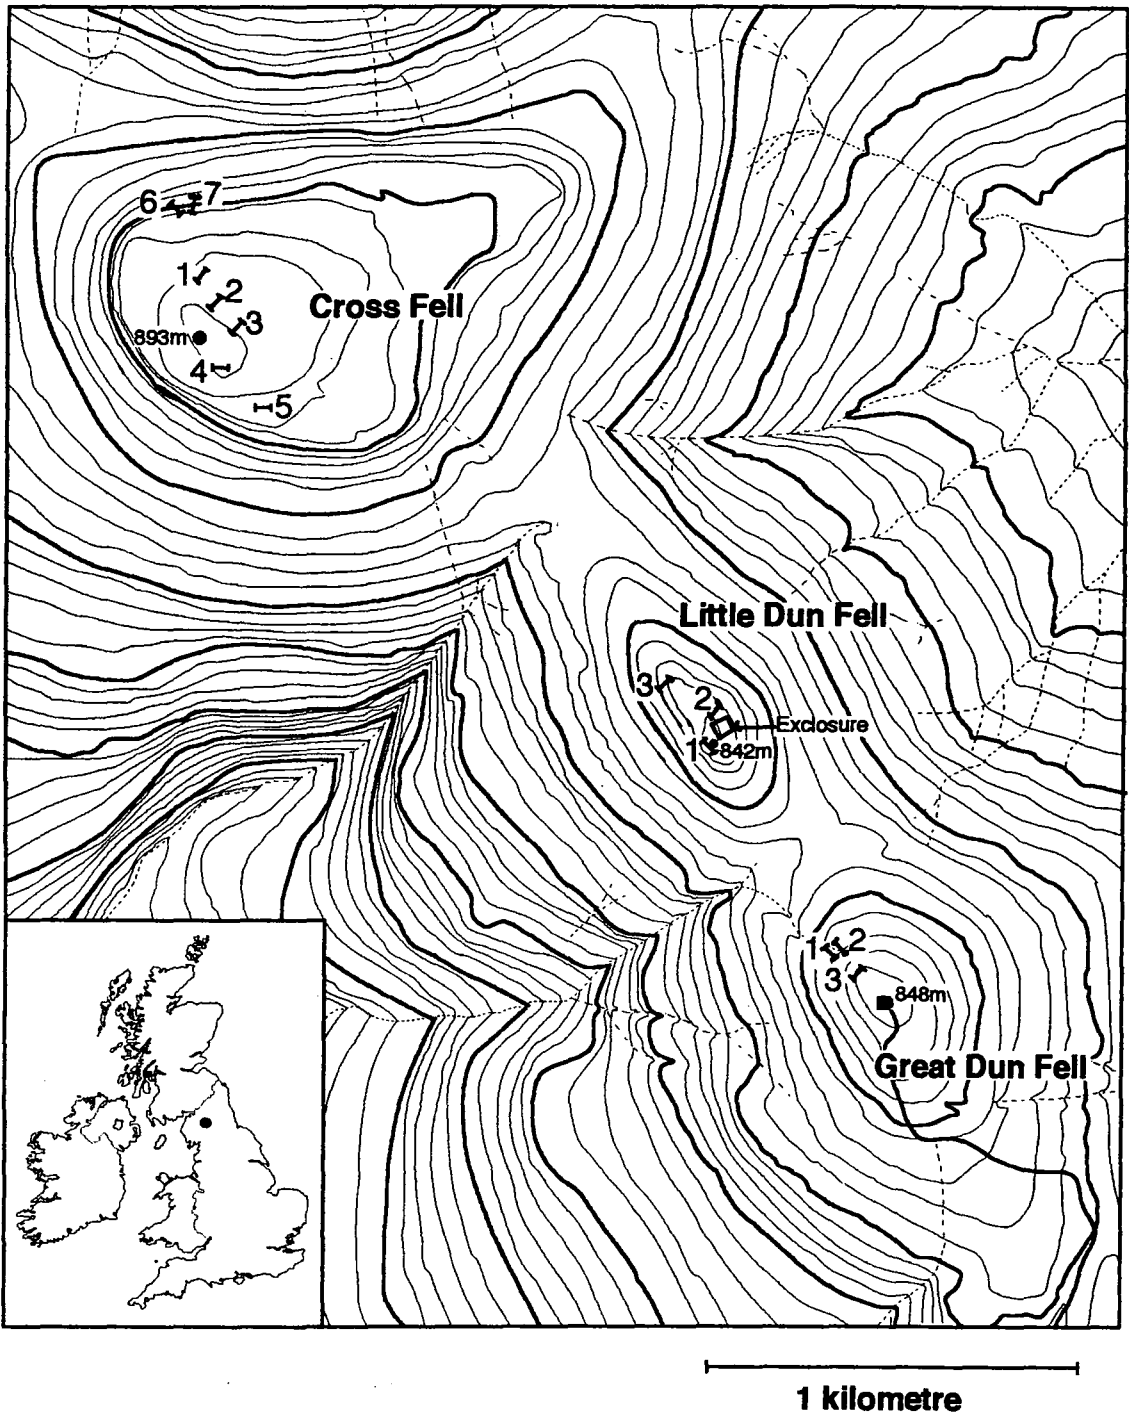 6 7
1
2
Cross Fell
3
893m
4
5
Little Dun Fell
3
2
Exclosure
1 842m
1 2
3
848m
Great Dun Fell
1 kilometre